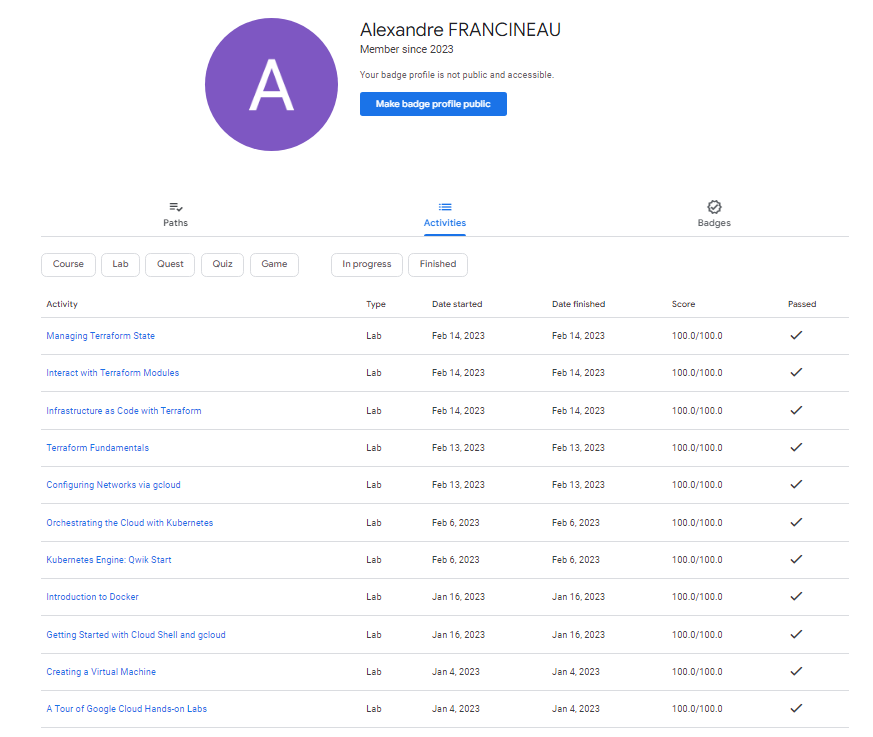 A
Alexandre FRANCINEAU
Member since 2023
Your badge profile is not public and accessible.
Make badge profile public
Paths Activities Badges
Course Lab Quest Quiz Game In progress Finished
Activity Type Date started Date finished Score Passed
Managing Terraform State Lab Feb 14, 2023 Feb 14, 2023 100.0/100.0
Interact with Terraform Modules Lab Feb 14, 2023 Feb 14, 2023 100.0/100.0
Infrastructure as Code with Terraform Lab Feb 14, 2023 Feb 14, 2023 100.0/100.0
Terraform Fundamentals Lab Feb 13, 2023 Feb 13, 2023 100.0/100.0
Configuring Networks via gcloud Lab Feb 13, 2023 Feb 13, 2023 100.0/100.0
Orchestrating the Cloud with Kubernetes Lab Feb 6, 2023 Feb 6, 2023 100.0/100.0
Kubernetes Engine: Qwik Start Lab Feb 6, 2023 Feb 6, 2023 100.0/100.0
Introduction to Docker Lab Jan 16, 2023 Jan 16, 2023 100.0/100.0
Getting Started with Cloud Shell and gcloud Lab Jan 16, 2023 Jan 16, 2023 100.0/100.0
Creating a Virtual Machine Lab Jan 4, 2023 Jan 4, 2023 100.0/100.0
A Tour of Google Cloud Hands-on Labs Lab Jan 4, 2023 Jan 4, 2023 100.0/100.0